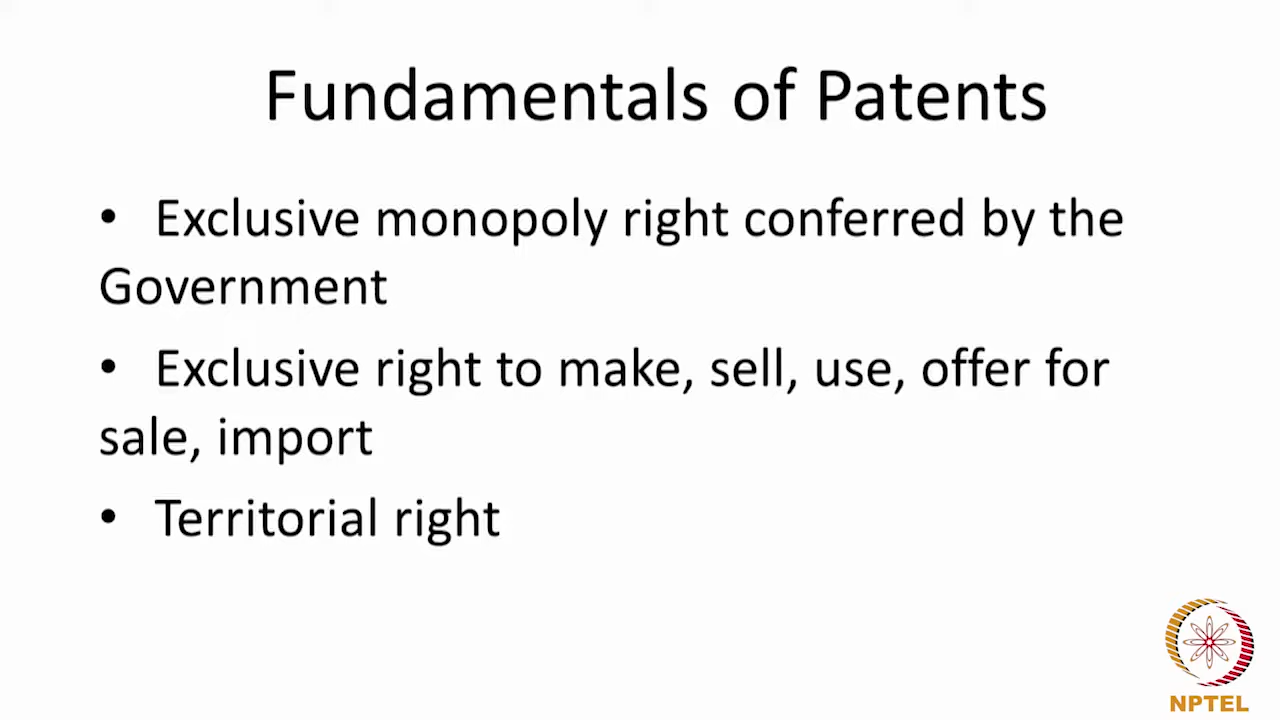 Fundamentals of Patents
• Exclusive monopoly right conferred by the
Government
• Exclusive right to make, sell, use, offer for
sale, import
• Territorial right
NPTEL